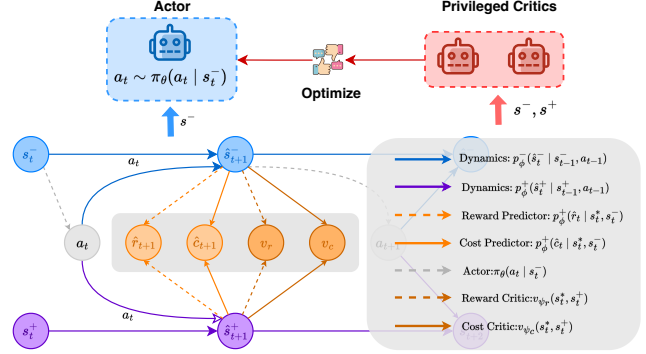 Actor
Privileged Critics
a_t ∼ π_θ(a_t | s_t^-)
Optimize
s^-
s^-, s^+
s_t^-
a_t
ŝ_{t+1}^-
a_t
r̂_{t+1}
ĉ_{t+1}
v_r
v_c
a_t
s_t^+
ŝ_{t+1}^+
Dynamics: p_ϕ^-(ŝ_t^- | s_{t-1}^-, a_{t-1})
Dynamics: p_ϕ^+(ŝ_t^+ | s_{t-1}^+, a_{t-1})
Reward Predictor: p_ϕ^+(r̂_t | s_t^*, s_t^-)
Cost Predictor: p_ϕ^+(ĉ_t | s_t^*, s_t^-)
Actor:π_θ(a_t | s_t^-)
Reward Critic:v_{ψ_r}(s_t^*, s_t^+)
Cost Critic:v_{ψ_c}(s_t^*, s_t^+)